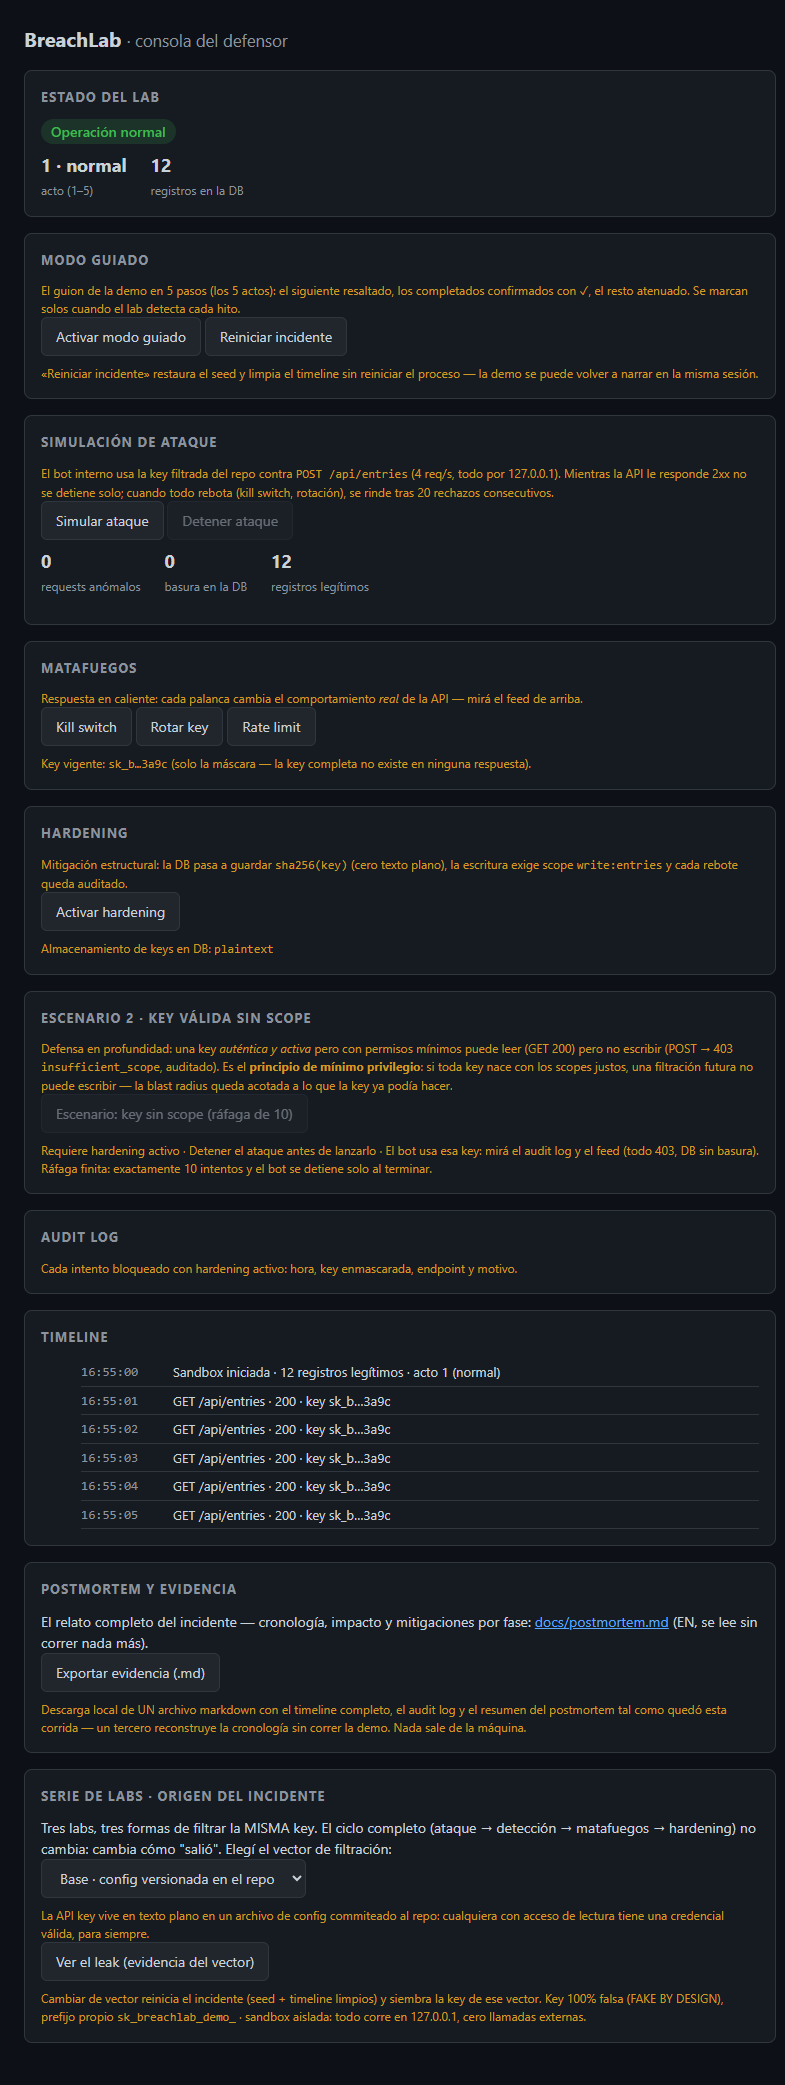 BreachLab · consola del defensor
ESTADO DEL LAB
Operación normal
1 · normal 12
acto (1–5) registros en la DB
MODO GUIADO
El guion de la demo en 5 pasos (los 5 actos): el siguiente resaltado, los completados confirmados con ✓, el resto atenuado. Se marcan
solos cuando el lab detecta cada hito.
Activar modo guiado Reiniciar incidente
«Reiniciar incidente» restaura el seed y limpia el timeline sin reiniciar el proceso — la demo se puede volver a narrar en la misma sesión.
SIMULACIÓN DE ATAQUE
El bot interno usa la key filtrada del repo contra POST /api/entries (4 req/s, todo por 127.0.0.1). Mientras la API le responde 2xx no
se detiene solo; cuando todo rebota (kill switch, rotación), se rinde tras 20 rechazos consecutivos.
Simular ataque Detener ataque
0 0 12
requests anómalos basura en la DB registros legítimos
MATAFUEGOS
Respuesta en caliente: cada palanca cambia el comportamiento real de la API — mirá el feed de arriba.
Kill switch Rotar key Rate limit
Key vigente: sk_b…3a9c (solo la máscara — la key completa no existe en ninguna respuesta).
HARDENING
Mitigación estructural: la DB pasa a guardar sha256(key) (cero texto plano), la escritura exige scope write:entries y cada rebote
queda auditado.
Activar hardening
Almacenamiento de keys en DB: plaintext
ESCENARIO 2 · KEY VÁLIDA SIN SCOPE
Defensa en profundidad: una key auténtica y activa pero con permisos mínimos puede leer (GET 200) pero no escribir (POST → 403
insufficient_scope, auditado). Es el principio de mínimo privilegio: si toda key nace con los scopes justos, una filtración futura no
puede escribir — la blast radius queda acotada a lo que la key ya podía hacer.
Escenario: key sin scope (ráfaga de 10)
Requiere hardening activo · Detener el ataque antes de lanzarlo · El bot usa esa key: mirá el audit log y el feed (todo 403, DB sin basura).
Ráfaga finita: exactamente 10 intentos y el bot se detiene solo al terminar.
AUDIT LOG
Cada intento bloqueado con hardening activo: hora, key enmascarada, endpoint y motivo.
TIMELINE
16:55:00 Sandbox iniciada · 12 registros legítimos · acto 1 (normal)
16:55:01 GET /api/entries · 200 · key sk_b…3a9c
16:55:02 GET /api/entries · 200 · key sk_b…3a9c
16:55:03 GET /api/entries · 200 · key sk_b…3a9c
16:55:04 GET /api/entries · 200 · key sk_b…3a9c
16:55:05 GET /api/entries · 200 · key sk_b…3a9c
POSTMORTEM Y EVIDENCIA
El relato completo del incidente — cronología, impacto y mitigaciones por fase: docs/postmortem.md (EN, se lee sin
correr nada más).
Exportar evidencia (.md)
Descarga local de UN archivo markdown con el timeline completo, el audit log y el resumen del postmortem tal como quedó esta
corrida — un tercero reconstruye la cronología sin correr la demo. Nada sale de la máquina.
SERIE DE LABS · ORIGEN DEL INCIDENTE
Tres labs, tres formas de filtrar la MISMA key. El ciclo completo (ataque → detección → matafuegos → hardening) no
cambia: cambia cómo "salió". Elegí el vector de filtración:
Base · config versionada en el repo
La API key vive en texto plano en un archivo de config commiteado al repo: cualquiera con acceso de lectura tiene una credencial
válida, para siempre.
Ver el leak (evidencia del vector)
Cambiar de vector reinicia el incidente (seed + timeline limpios) y siembra la key de ese vector. Key 100% falsa (FAKE BY DESIGN),
prefijo propio sk_breachlab_demo_ · sandbox aislada: todo corre en 127.0.0.1, cero llamadas externas.